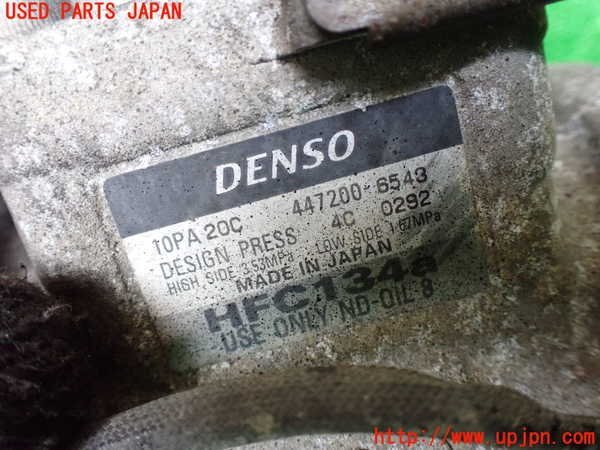 USED PARTS JAPAN
DENSO
10PA 20C 447200-6543
DESIGN PRESS 4C 0292
HIGH SIDE 3.53MPa LOW SIDE 1.67MPa
MADE IN JAPAN
HFC134a
USE ONLY ND-OIL 8
http://www.upjpn.com/